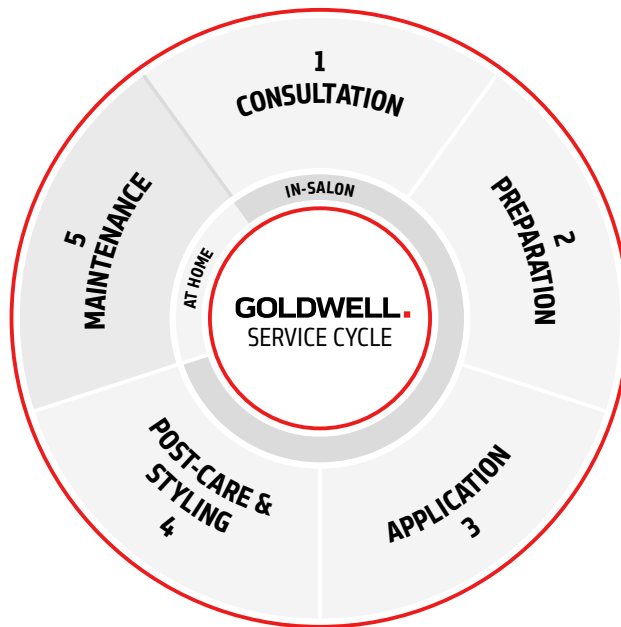 1
CONSULTATION
2
PREPARATION
APPLICATION
3
POST-CARE &
STYLING
4
5
MAINTENANCE
IN-SALON
AT HOME
GOLDWELL.
SERVICE CYCLE